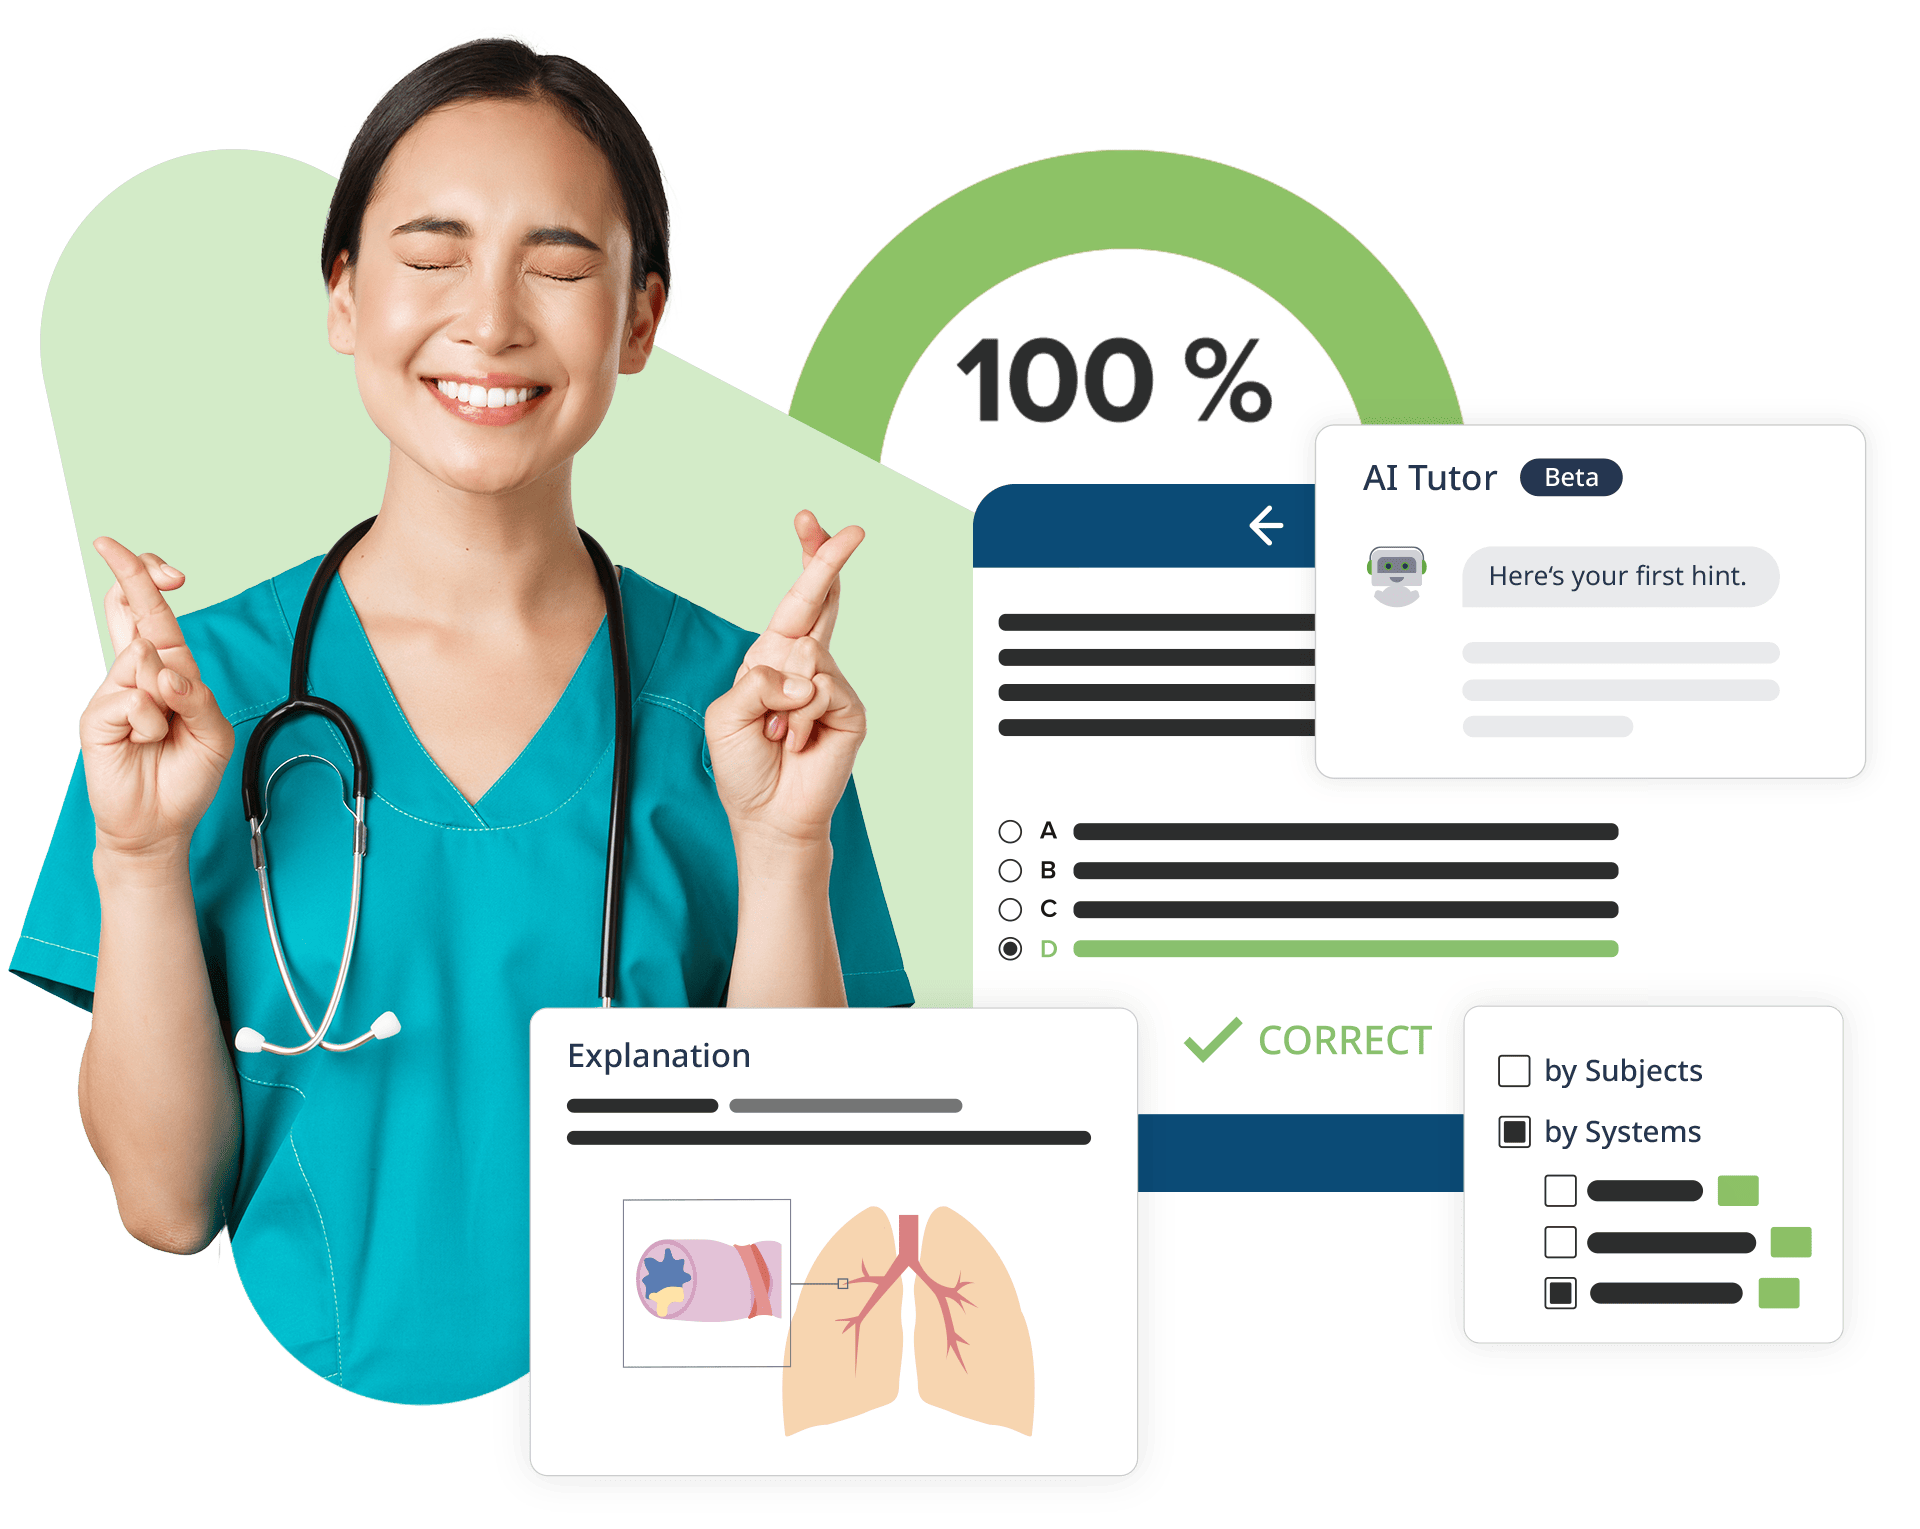 100 %
AI Tutor Beta
Here‘s your first hint.
A
B
C
D
CORRECT
Explanation
by Subjects
by Systems